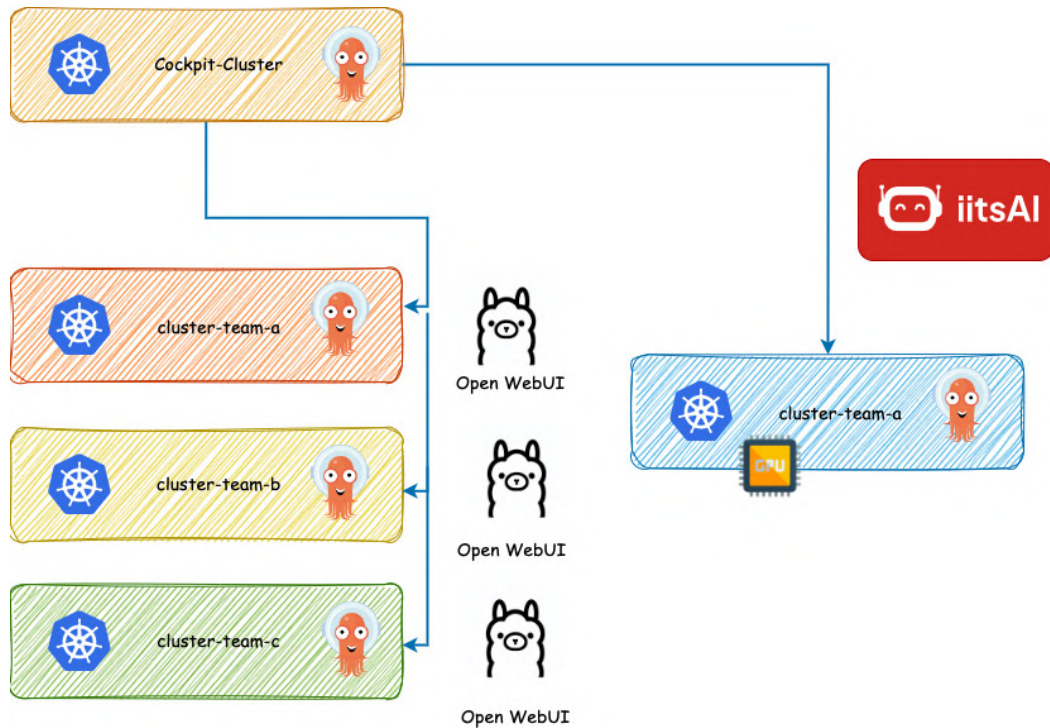 Cockpit-Cluster
iitsAI
cluster-team-a
Open WebUI
cluster-team-a
GPU
cluster-team-b
Open WebUI
cluster-team-c
Open WebUI